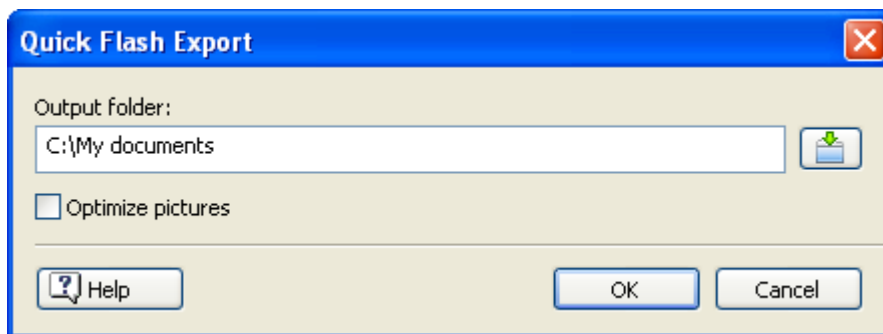 Quick Flash Export
Output folder:
C:\My documents
Optimize pictures
Help
OK
Cancel